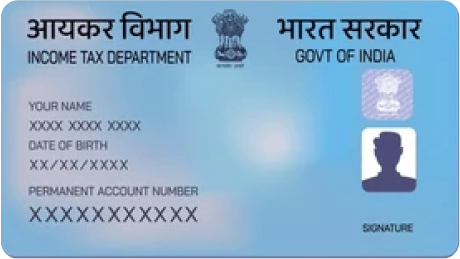 आयकर विभाग
भारत सरकार
INCOME TAX DEPARTMENT
GOVT OF INDIA
YOUR NAME
XXXX XXXX XXXX
DATE OF BIRTH
XX/XX/XXXX
PERMANENT ACCOUNT NUMBER
XXXXXXXXXXX
SIGNATURE